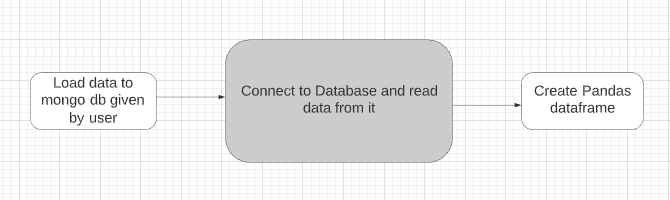 Load data to
mongo db given
by user
Connect to Database and read
data from it
Create Pandas
dataframe